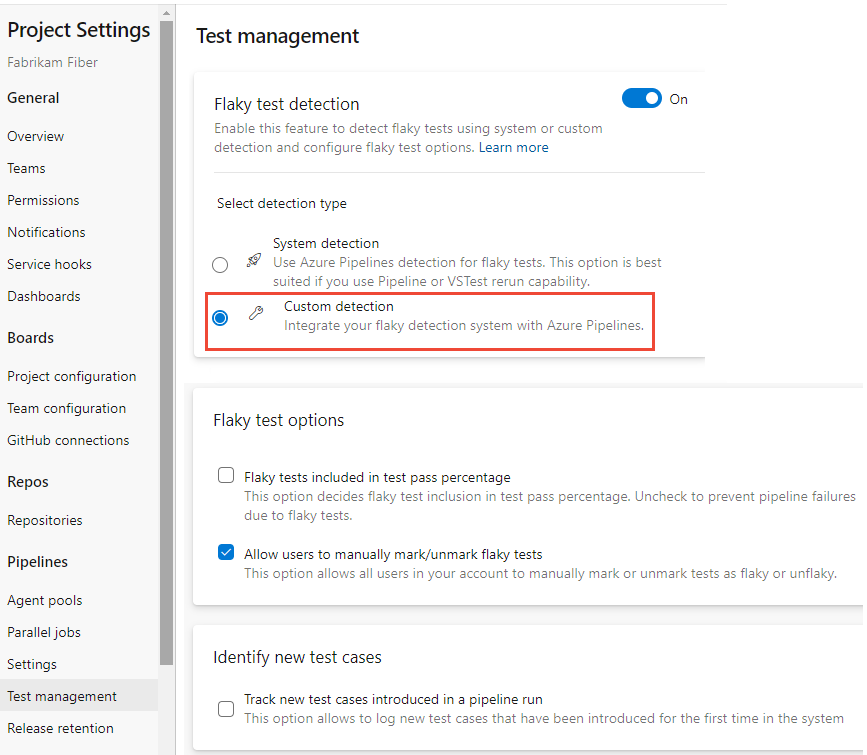 Project Settings
Fabrikam Fiber
General
Overview
Teams
Permissions
Notifications
Service hooks
Dashboards
Boards
Project configuration
Team configuration
GitHub connections
Repos
Repositories
Pipelines
Agent pools
Parallel jobs
Settings
Test management
Release retention
Test management
Flaky test detection
On
Enable this feature to detect flaky tests using system or custom
detection and configure flaky test options. Learn more
Select detection type
System detection
Use Azure Pipelines detection for flaky tests. This option is best
suited if you use Pipeline or VSTest rerun capability.
Custom detection
Integrate your flaky detection system with Azure Pipelines.
Flaky test options
Flaky tests included in test pass percentage
This option decides flaky test inclusion in test pass percentage. Uncheck to prevent pipeline failures
due to flaky tests.
Allow users to manually mark/unmark flaky tests
This option allows all users in your account to manually mark or unmark tests as flaky or unflaky.
Identify new test cases
Track new test cases introduced in a pipeline run
This option allows to log new test cases that have been introduced for the first time in the system